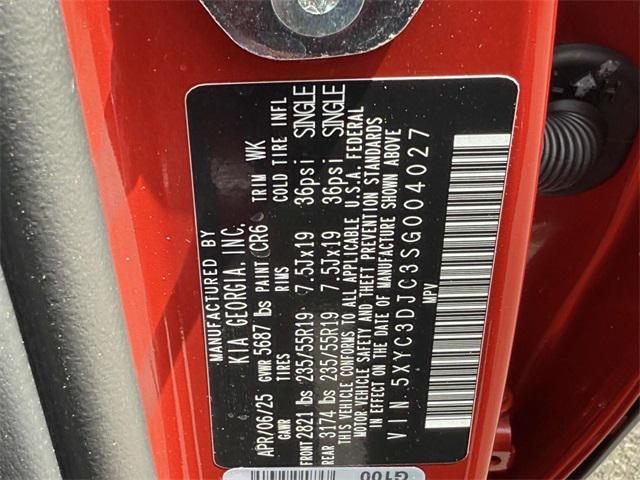 MANUFACTURED BY
KIA GEORGIA, INC.
APR/06/25 GVWR 5687 lbs PAINT CR6 TRIM WK
GAWR TIRES RIMS COLD TIRE INFL
FRONT 2821 lbs 235/55R19 7.5Jx19 36psi SINGLE
REAR 3174 lbs 235/55R19 7.5Jx19 36psi SINGLE
THIS VEHICLE CONFORMS TO ALL APPLICABLE U.S.A. FEDERAL
MOTOR VEHICLE SAFETY AND THEFT PREVENTION STANDARDS
IN EFFECT ON THE DATE OF MANUFACTURE SHOWN ABOVE
VIN. 5XYC3DJC3SG004027
MPV
G100